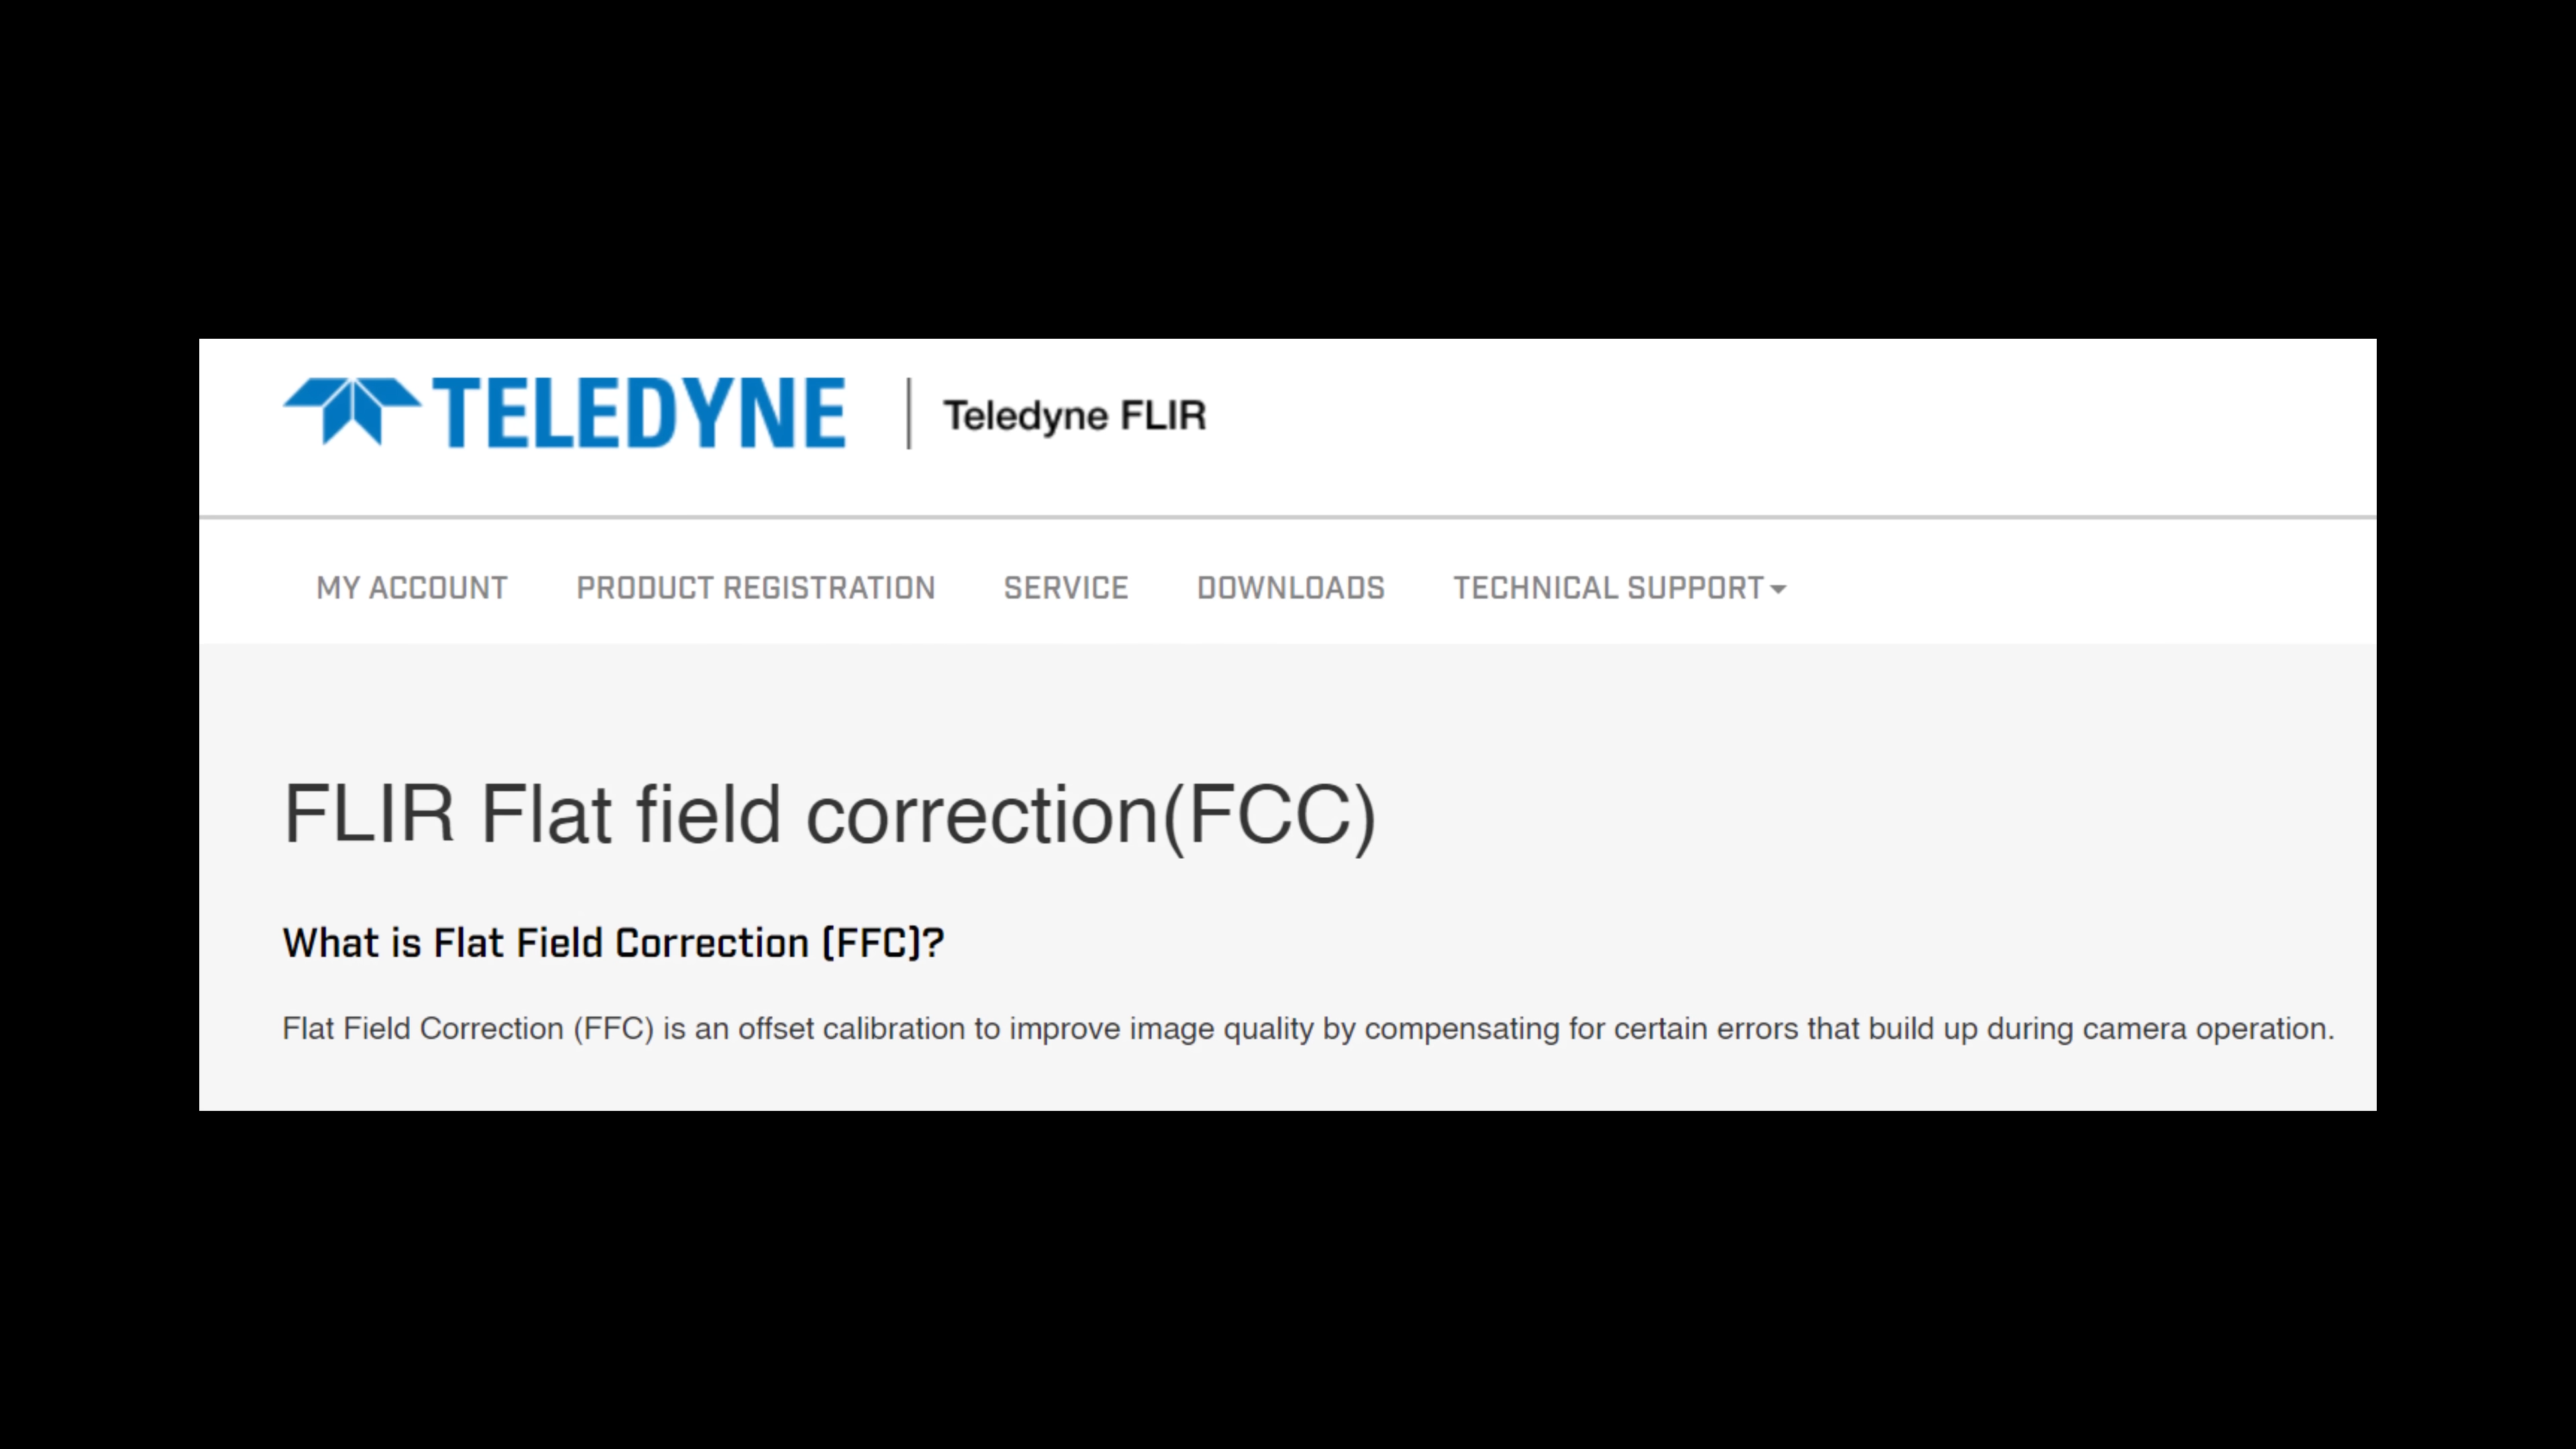 TELEDYNE | Teledyne FLIR
MY ACCOUNT PRODUCT REGISTRATION SERVICE DOWNLOADS TECHNICAL SUPPORT
FLIR Flat field correction(FCC)
What is Flat Field Correction (FFC)?
Flat Field Correction (FFC) is an offset calibration to improve image quality by compensating for certain errors that build up during camera operation.